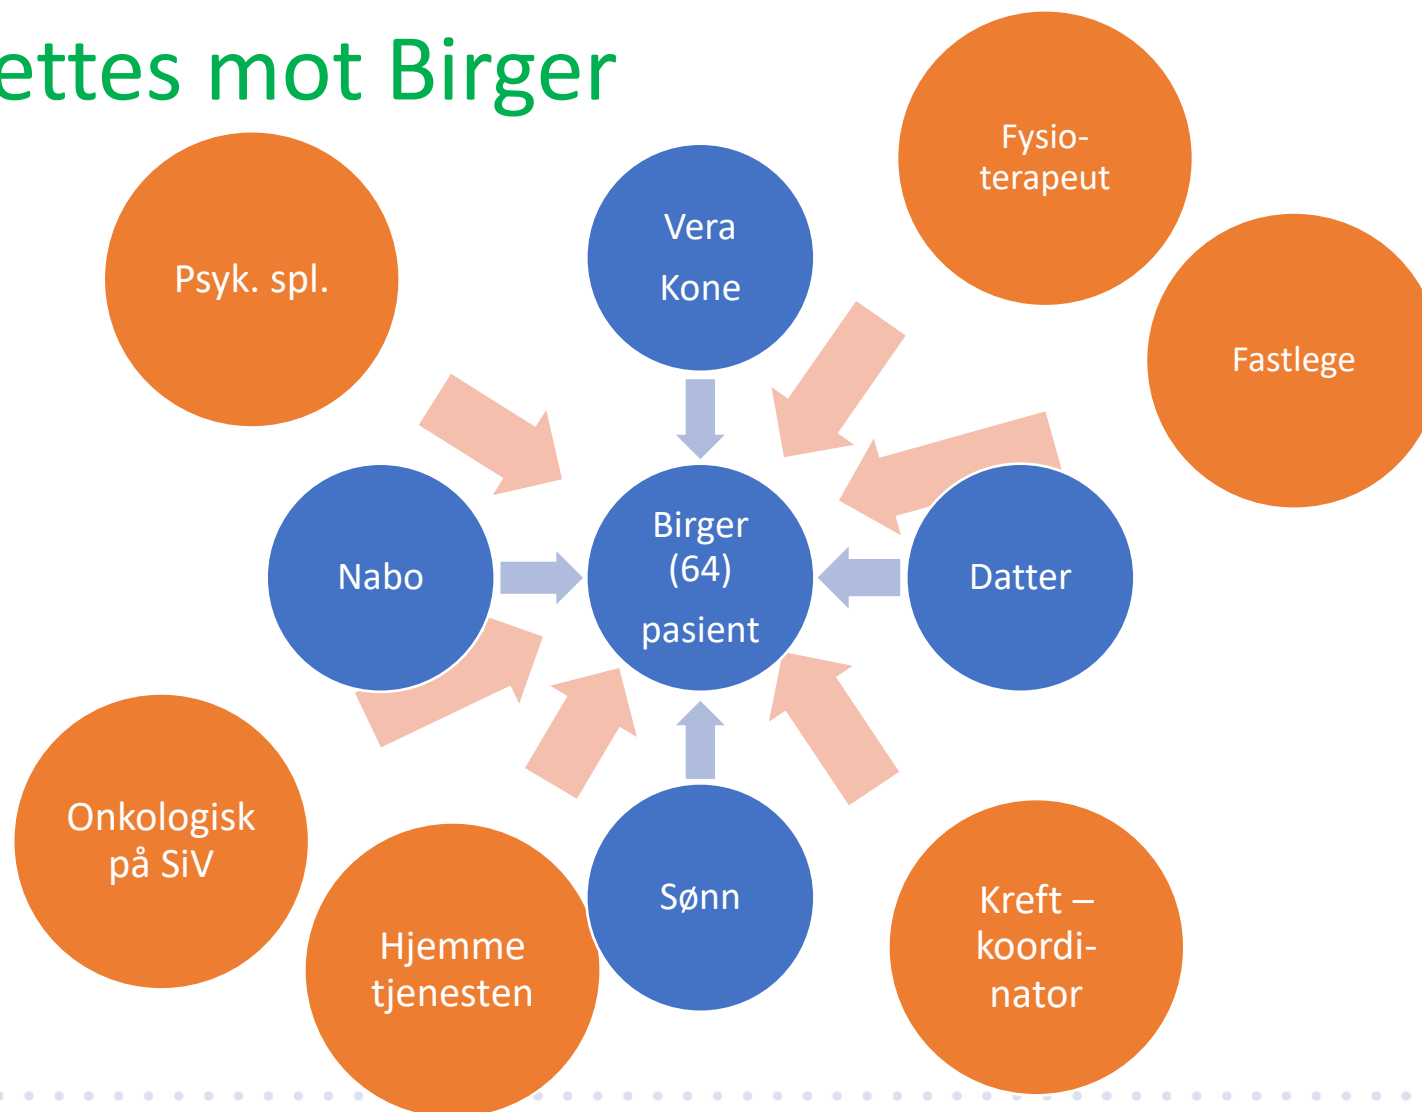 ettes mot Birger
Fysio-
terapeut
Psyk. spl.
Vera
Kone
Fastlege
Birger
(64)
pasient
Nabo
Datter
Onkologisk
på SiV
Hjemme
tjenesten
Sønn
Kreft –
koordi-
nator